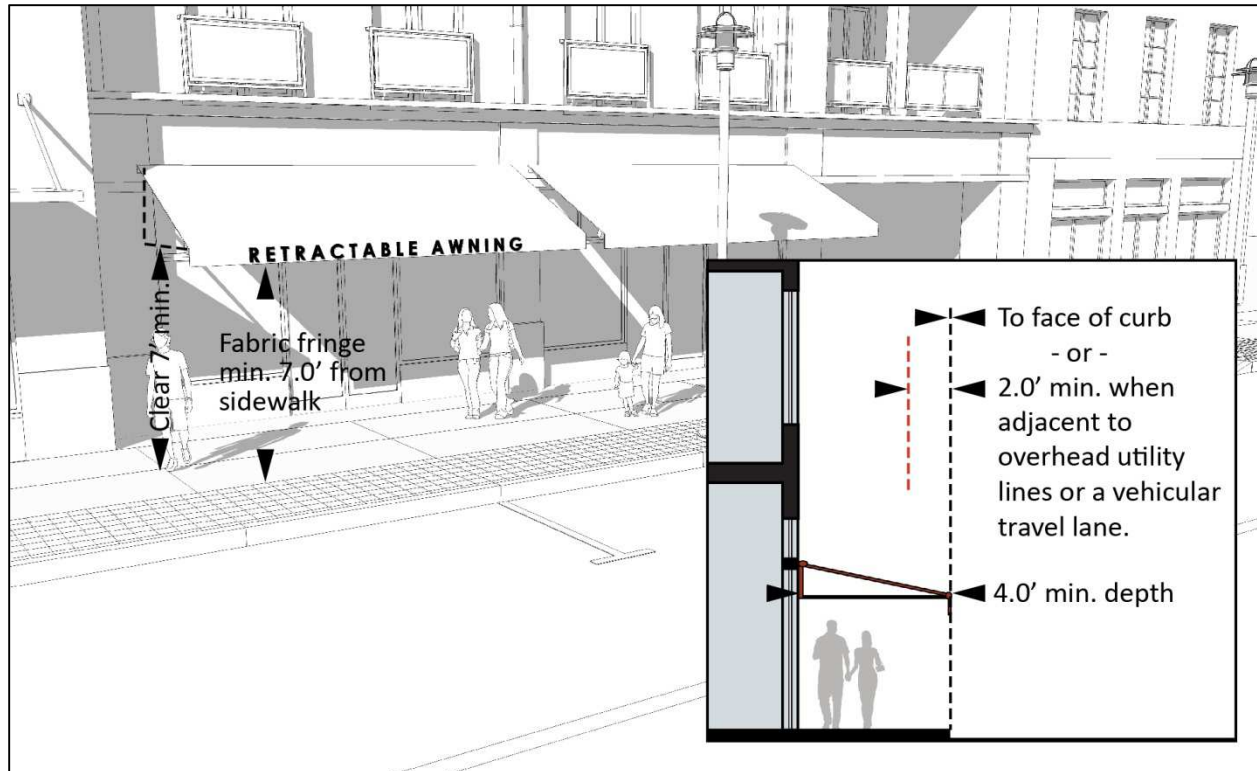 RETRACTABLE AWNING
Clear 7' min.
Fabric fringe
min. 7.0' from
sidewalk
To face of curb
- or -
2.0' min. when
adjacent to
overhead utility
lines or a vehicular
travel lane.
4.0' min. depth